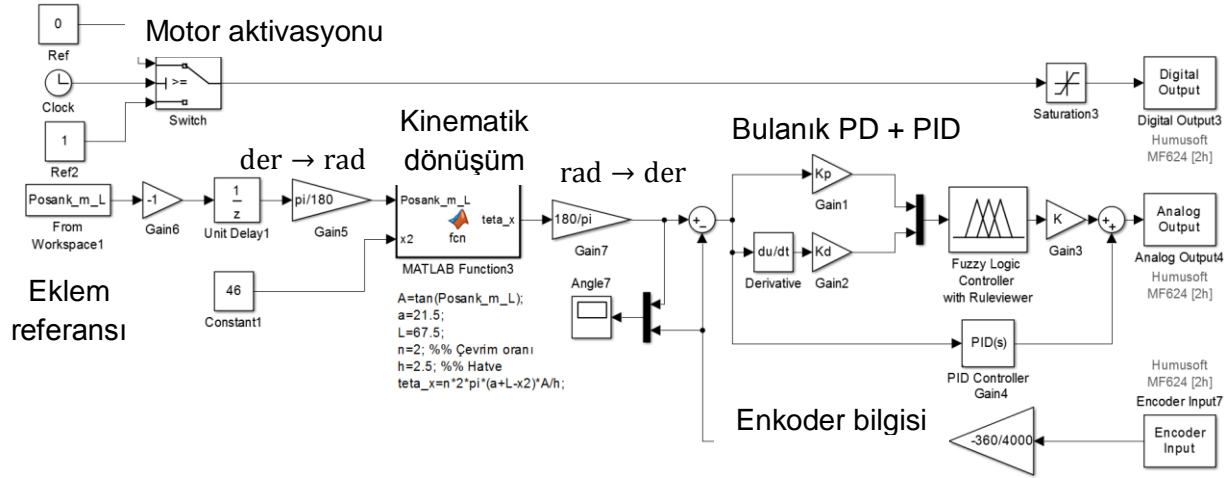 0
Ref
Motor aktivasyonu
Clock
>=
Switch
1
Ref2
Saturation3
Digital
Output
Digital Output3
Humusoft
MF624 [2h]
der → rad
Kinematik
dönüşüm
rad → der
Bulanık PD + PID
Posank_m_L
From
Workspace1
-1
Gain6
1
z
Unit Delay1
pi/180
Gain5
Posank_m_L
x2
teta_x
fcn
MATLAB Function3
180/pi
Gain7
Kp
Gain1
du/dt
Derivative
Kd
Gain2
Fuzzy Logic
Controller
with Ruleviewer
K
Gain3
Analog
Output
Analog Output4
Humusoft
MF624 [2h]
Eklem
referansı
46
Constant1
A=tan(Posank_m_L);
a=21.5;
L=67.5;
n=2; %% Çevrim oranı
h=2.5; %% Hatve
teta_x=n*2*pi*(a+L-x2)*A/h;
Angle7
PID(s)
PID Controller
Gain4
Enkoder bilgisi
-360/4000
Humusoft
MF624 [2h]
Encoder Input7
Encoder
Input